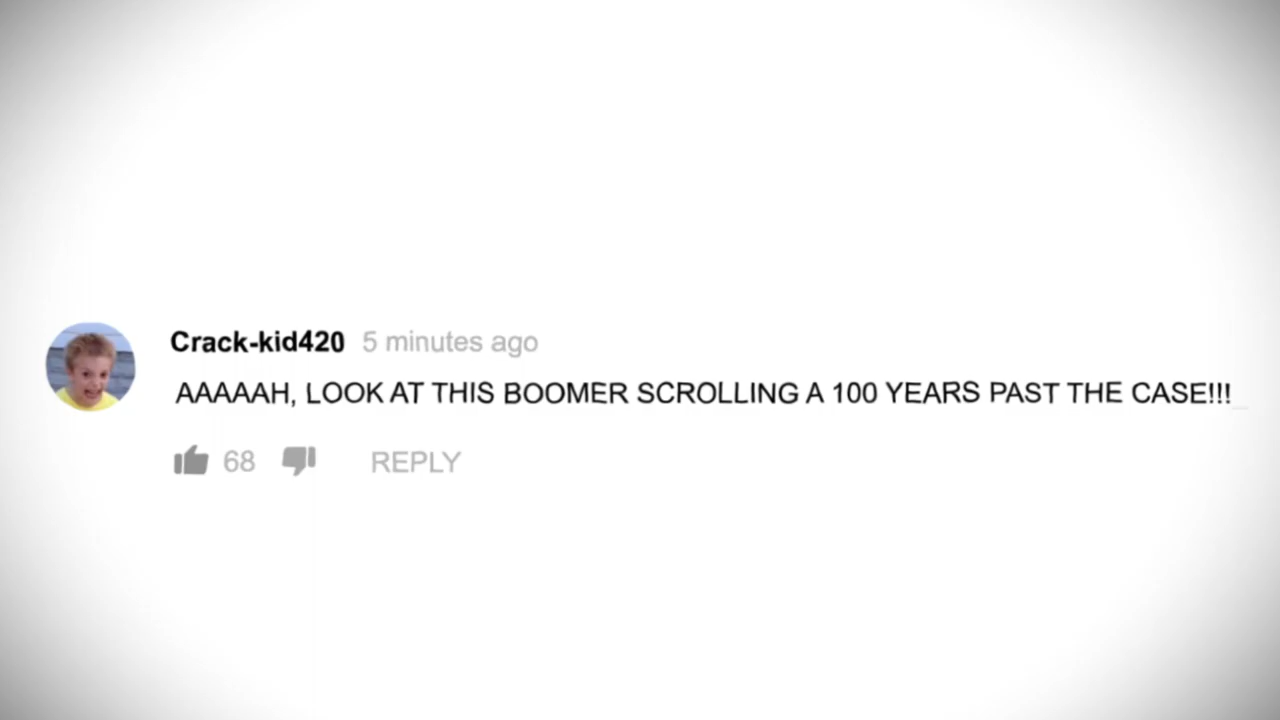 Crack-kid420 5 minutes ago
AAAAAH, LOOK AT THIS BOOMER SCROLLING A 100 YEARS PAST THE CASE!!!
68 REPLY